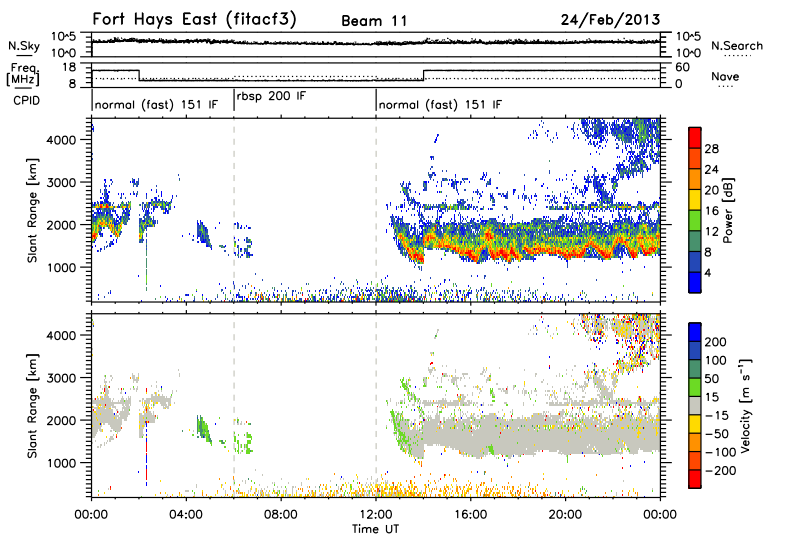 Fort Hays East (fitacf3) Beam 11 24/Feb/2013
N.Sky 10^5 10^0 10^5 10^0 N.Search
Freq. [MHz] 18 8 60 0 Nave
CPID normal (fast) 151 IF rbsp 200 IF normal (fast) 151 IF
Slant Range [km]
4000
3000
2000
1000
Power [dB]
28
24
20
16
12
8
4
Slant Range [km]
4000
3000
2000
1000
Velocity [m s⁻¹]
200
100
50
15
−15
−50
−100
−200
00:00 04:00 08:00 12:00 16:00 20:00 00:00
Time UT